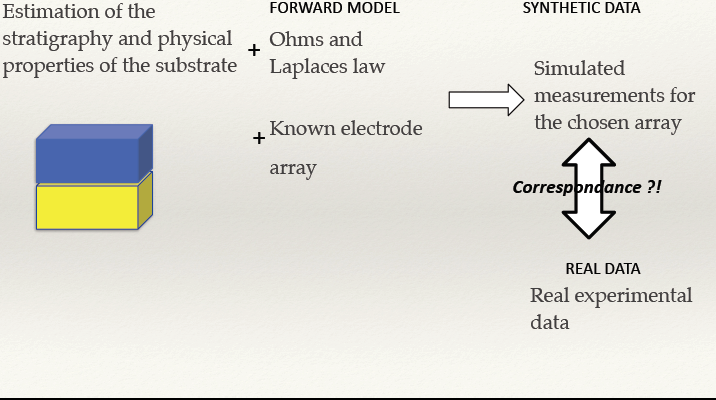 Estimation of the
stratigraphy and physical
properties of the substrate
+
FORWARD MODEL
Ohms and
Laplaces law
+
Known electrode
array
SYNTHETIC DATA
Simulated
measurements for
the chosen array
Correspondance ?!
REAL DATA
Real experimental
data